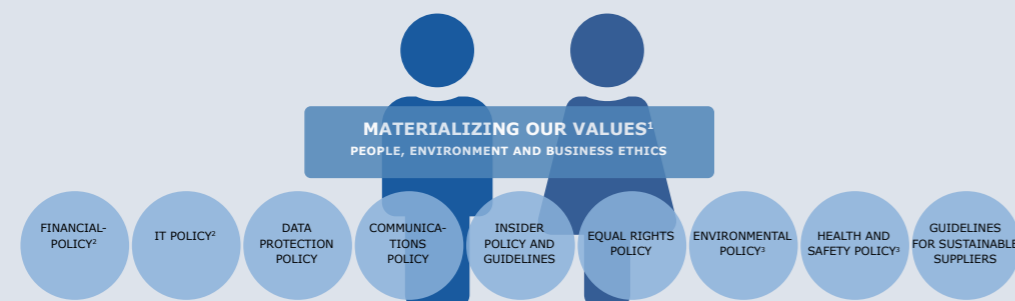 MATERIALIZING OUR VALUES¹
PEOPLE, ENVIRONMENT AND BUSINESS ETHICS
FINANCIAL-
POLICY²
IT POLICY²
DATA
PROTECTION
POLICY
COMMUNICA-
TIONS
POLICY
INSIDER
POLICY AND
GUIDELINES
EQUAL RIGHTS
POLICY
ENVIRONMENTAL
POLICY³
HEALTH AND
SAFETY POLICY³
GUIDELINES
FOR SUSTAINABLE
SUPPLIERS